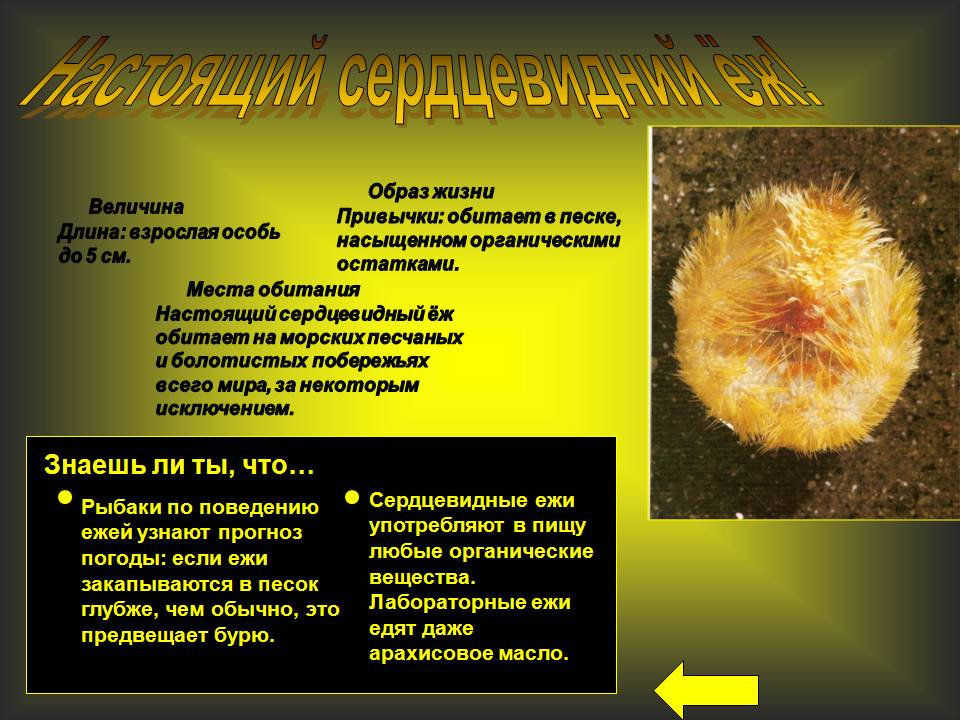 Настоящий сердцевидний ёж!
Величина
Длина: взрослая особь
до 5 см.
Образ жизни
Привычки: обитает в песке,
насыщенном органическими
остатками.
Места обитания
Настоящий сердцевидный ёж
обитает на морских песчаных
и болотистых побережьях
всего мира, за некоторым
исключением.
Знаешь ли ты, что…
• Рыбаки по поведению
ежей узнают прогноз
погоды: если ежи
закапываются в песок
глубже, чем обычно, это
предвещает бурю.
• Сердцевидные ежи
употребляют в пищу
любые органические
вещества.
Лабораторные ежи
едят даже
арахисовое масло.